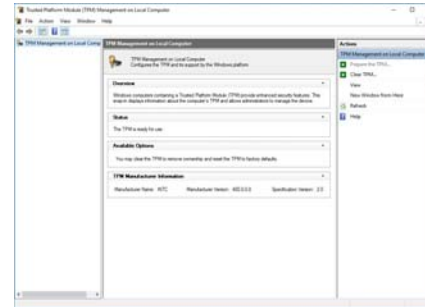 Trusted Platform Module (TPM) Management on Local Computer
File Action View Window Help
TPM Management on Local Comp
TPM Management on Local Computer
TPM Management on Local Computer
Configures the TPM and its support by the Windows platform
Overview
Windows computers containing a Trusted Platform Module (TPM) provide enhanced security features. This
snap-in displays information about the computer's TPM and allows administrators to manage the device.
Status
The TPM is ready for use.
Available Options
You may clear the TPM to remove ownership and reset the TPM to factory defaults.
TPM Manufacturer Information
Manufacturer Name: INTC Manufacturer Version: Specification Version: 2.0
Actions
TPM Management on Local Computer
Prepare the TPM...
Clear TPM...
View
New Window from Here
Refresh
Help